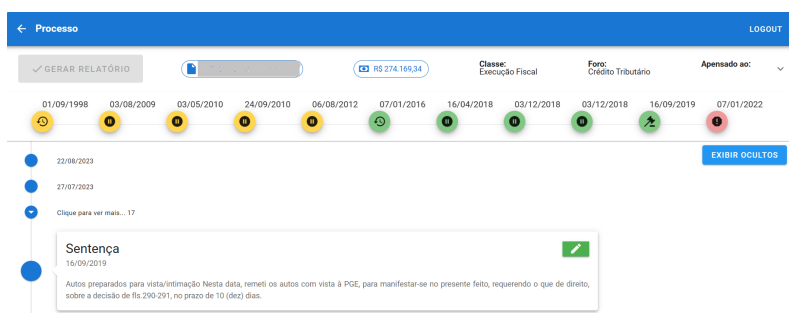 Processo
LOGOUT
GERAR RELATÓRIO
R$ 274.169,34
Classe:
Execução Fiscal
Foro:
Crédito Tributário
Apensado ao:
01/09/1998 03/08/2009 03/05/2010 24/09/2010 06/08/2012 07/01/2016 16/04/2018 03/12/2018 03/12/2018 16/09/2019 07/01/2022
EXIBIR OCULTOS
22/08/2023
27/07/2023
Clique para ver mais... 17
Sentença
16/09/2019
Autos preparados para vista/intimação Nesta data, remeti os autos com vista à PGE, para manifestar-se no presente feito, requerendo o que de direito,
sobre a decisão de fls.290-291, no prazo de 10 (dez) dias.